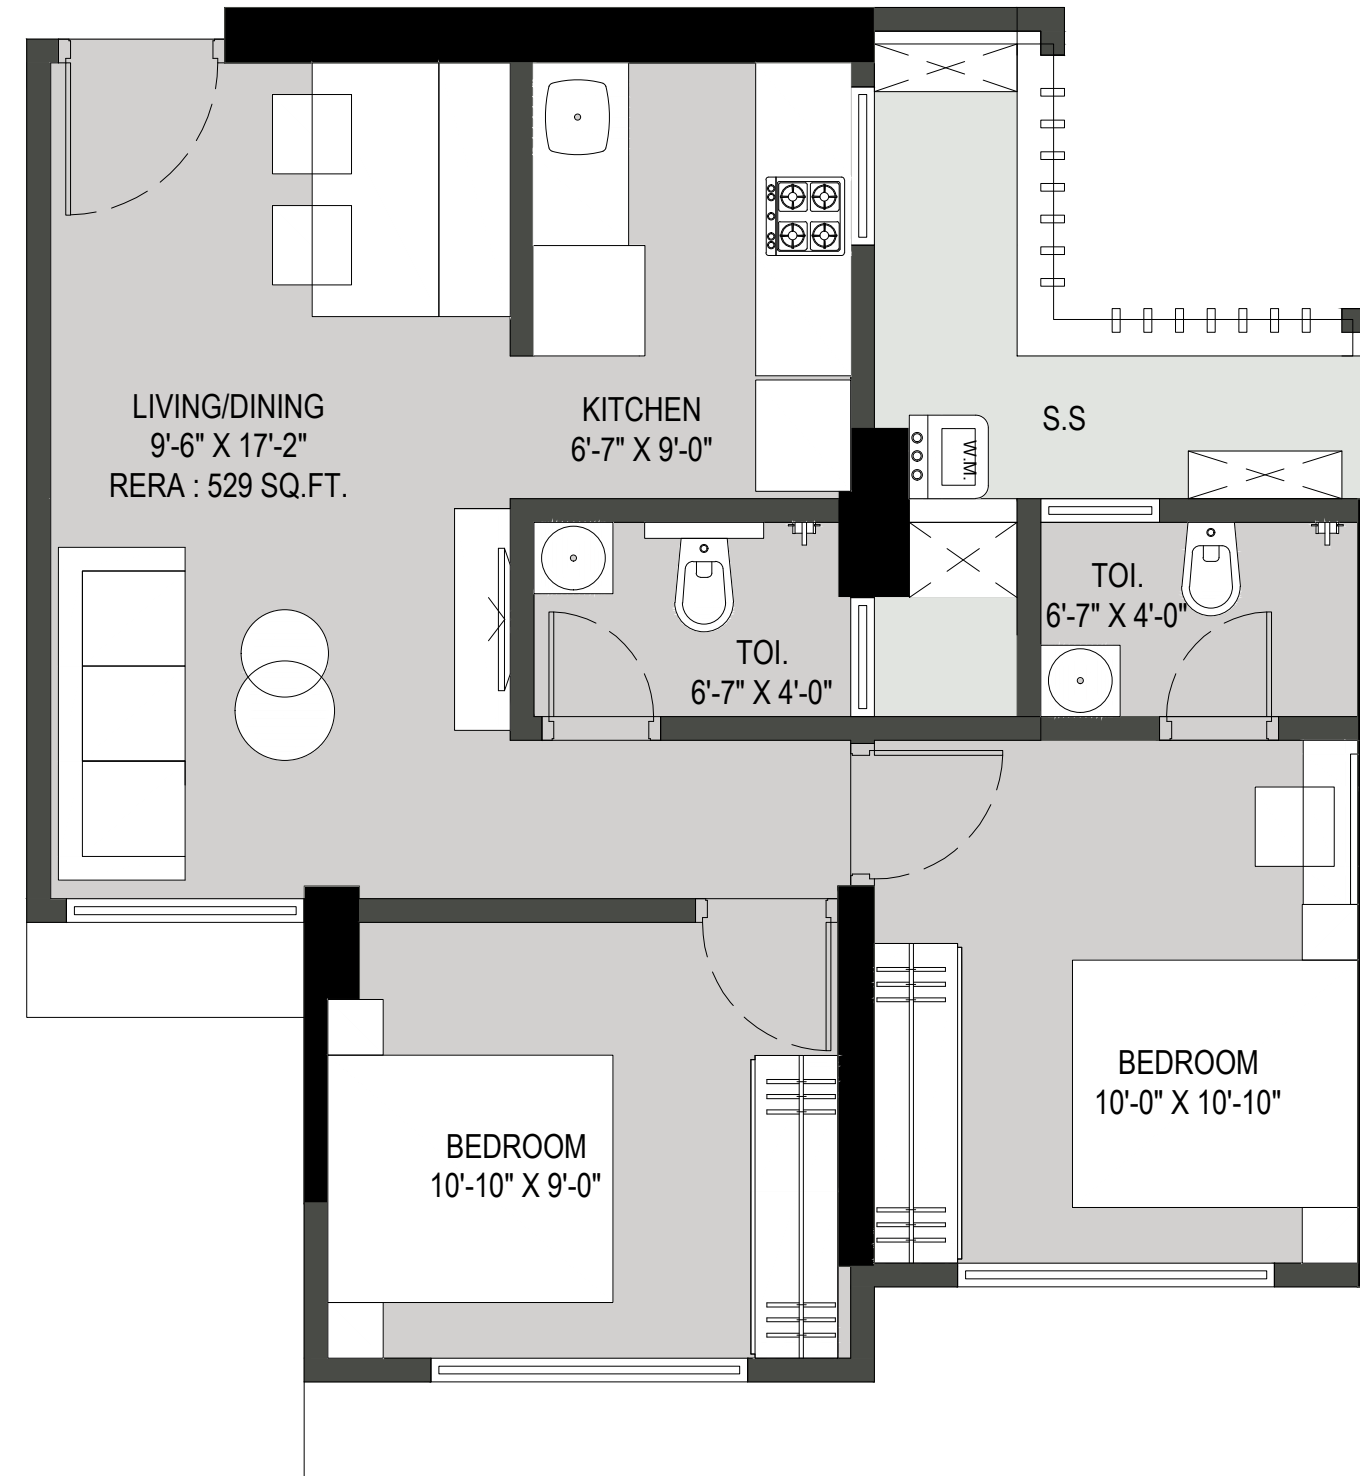 LIVING/DINING
9'-6" X 17'-2"
RERA : 529 SQ.FT.
KITCHEN
6'-7" X 9'-0"
S.S
W.M.
TOI.
6'-7" X 4'-0"
TOI.
6'-7" X 4'-0"
BEDROOM
10'-10" X 9'-0"
BEDROOM
10'-0" X 10'-10"